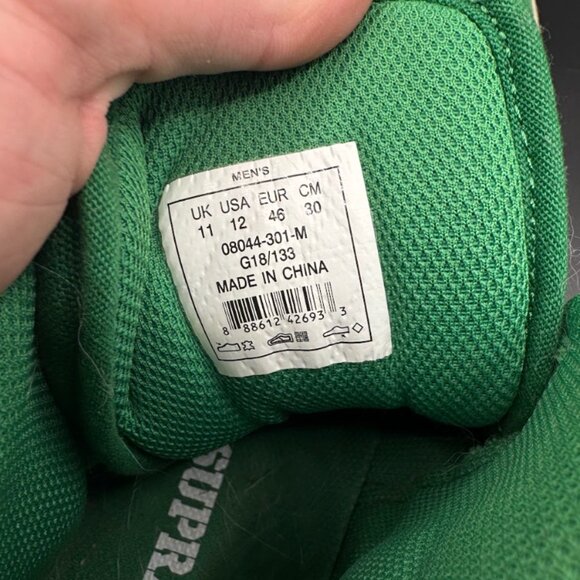 MEN'S
UK USA EUR CM
11 12 46 30
08044-301-M
G18/133
MADE IN CHINA
8 88612 42693 3
SUPR